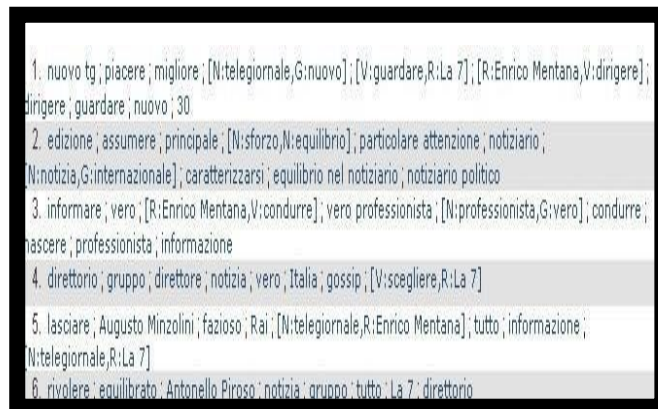 1. nuovo tg ; piacere ; migliore ; [N:telegiornale,G:nuovo] ; [V:guardare,R:La 7] ; [R:Enrico Mentana,V:dirigere] ;
dirigere ; guardare ; nuovo ; 30
2. edizione ; assumere ; principale ; [N:sforzo,N:equilibrio] ; particolare attenzione ; notiziario ;
[N:notizia,G:internazionale] ; caratterizzarsi ; equilibrio nel notiziario ; notiziario politico
3. informare ; vero ; [R:Enrico Mentana,V:condurre] ; vero professionista ; [N:professionista,G:vero] ; condurre ;
nascere ; professionista ; informazione
4. direttorio ; gruppo ; direttore ; notizia ; vero ; Italia ; gossip ; [V:scegliere,R:La 7]
5. lasciare ; Augusto Minzolini ; fazioso ; Rai ; [N:telegiornale,R:Enrico Mentana] ; tutto ; informazione ;
[N:telegiornale,R:La 7]
6. rivolere ; equilibrato ; Antonello Piroso ; notizia ; gruppo ; tutto ; La 7 ; direttorio